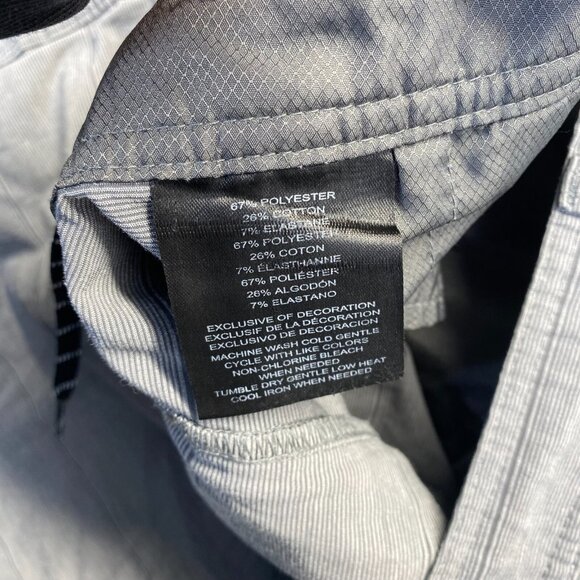 67% POLYESTER
26% COTTON
7% ELASTANE
67% POLYESTER
26% COTON
7% ÉLASTHANNE
67% POLIÉSTER
26% ALGODÓN
7% ELASTANO
EXCLUSIVE OF DECORATION
EXCLUSIF DE LA DÉCORATION
EXCLUSIVO DE DECORACIÓN
MACHINE WASH COLD GENTLE
CYCLE WITH LIKE COLORS
NON-CHLORINE BLEACH
WHEN NEEDED
TUMBLE DRY GENTLE LOW HEAT
COOL IRON WHEN NEEDED